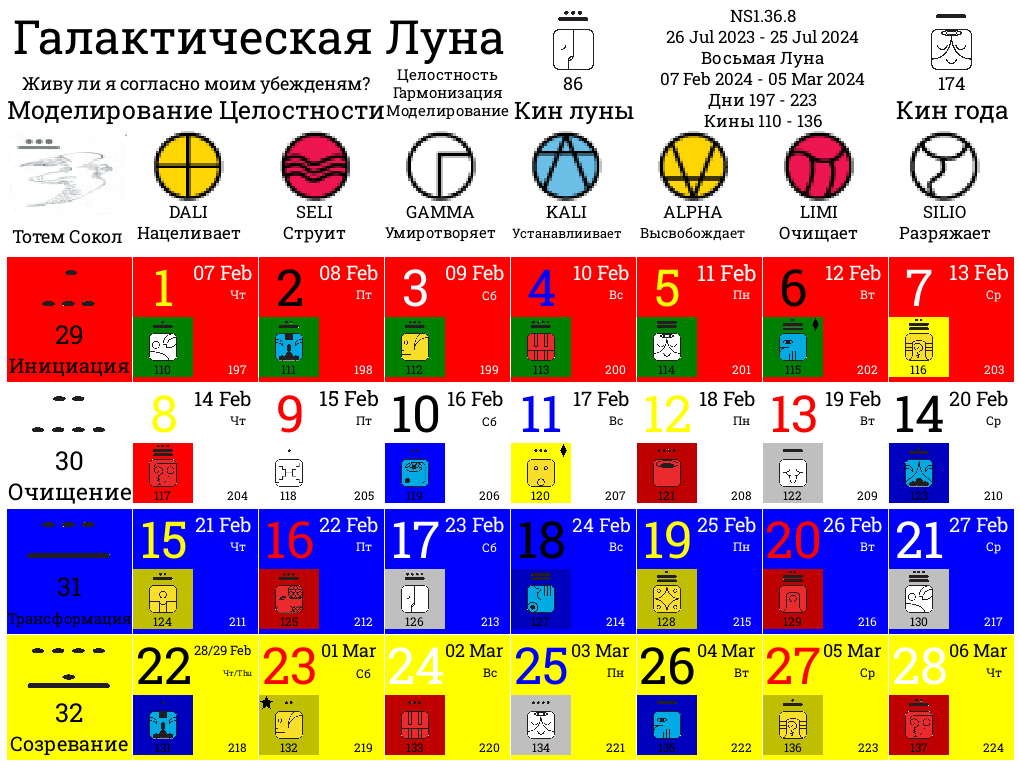 Галактическая Луна
Живу ли я согласно моим убежденям?
Моделирование Целостности
Целостность
Гармонизация
Моделирование
86
Кин луны
NS1.36.8
26 Jul 2023 - 25 Jul 2024
Восьмая Луна
07 Feb 2024 - 05 Mar 2024
Дни 197 - 223
Кины 110 - 136
174
Кин года
Тотем Сокол
DALI
Нацеливает
SELI
Струит
GAMMA
Умиротворяет
KALI
Устанавлиивает
ALPHA
Высвобождает
LIMI
Очищает
SILIO
Разряжает
29
Инициация
1 07 Feb
Чт
110 197
2 08 Feb
Пт
111 198
3 09 Feb
Сб
112 199
4 10 Feb
Вс
113 200
5 11 Feb
Пн
114 201
6 12 Feb
Вт
115 202
7 13 Feb
Ср
116 203
30
Очищение
8 14 Feb
Чт
117 204
9 15 Feb
Пт
118 205
10 16 Feb
Сб
119 206
11 17 Feb
Вс
120 207
12 18 Feb
Пн
121 208
13 19 Feb
Вт
122 209
14 20 Feb
Ср
123 210
31
Трансформация
15 21 Feb
Чт
124 211
16 22 Feb
Пт
125 212
17 23 Feb
Сб
126 213
18 24 Feb
Вс
127 214
19 25 Feb
Пн
128 215
20 26 Feb
Вт
129 216
21 27 Feb
Ср
130 217
32
Созревание
22 28/29 Feb
Чт/Thu
131 218
23 01 Mar
Сб
132 219
24 02 Mar
Вс
133 220
25 03 Mar
Пн
134 221
26 04 Mar
Вт
135 222
27 05 Mar
Ср
136 223
28 06 Mar
Чт
137 224